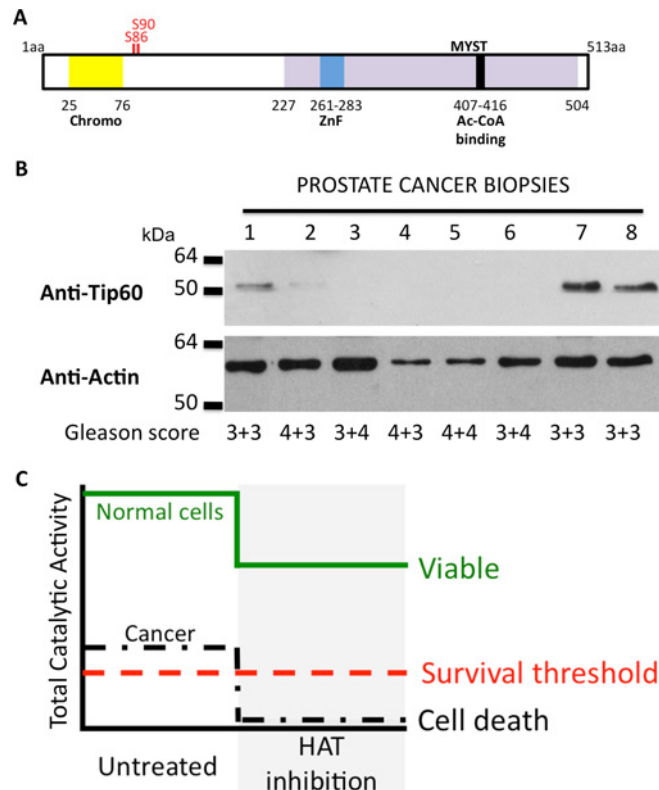 A
S90
S86
1aa
MYST
513aa
25 76 227 261-283 407-416 504
Chromo ZnF Ac-CoA
binding
B
PROSTATE CANCER BIOPSIES
kDa 1 2 3 4 5 6 7 8
64
Anti-Tip60 50
64
Anti-Actin
50
Gleason score 3+3 4+3 3+4 4+3 4+4 3+4 3+3 3+3
C
Total Catalytic Activity
Normal cells
Viable
Cancer
Survival threshold
Cell death
Untreated HAT
inhibition